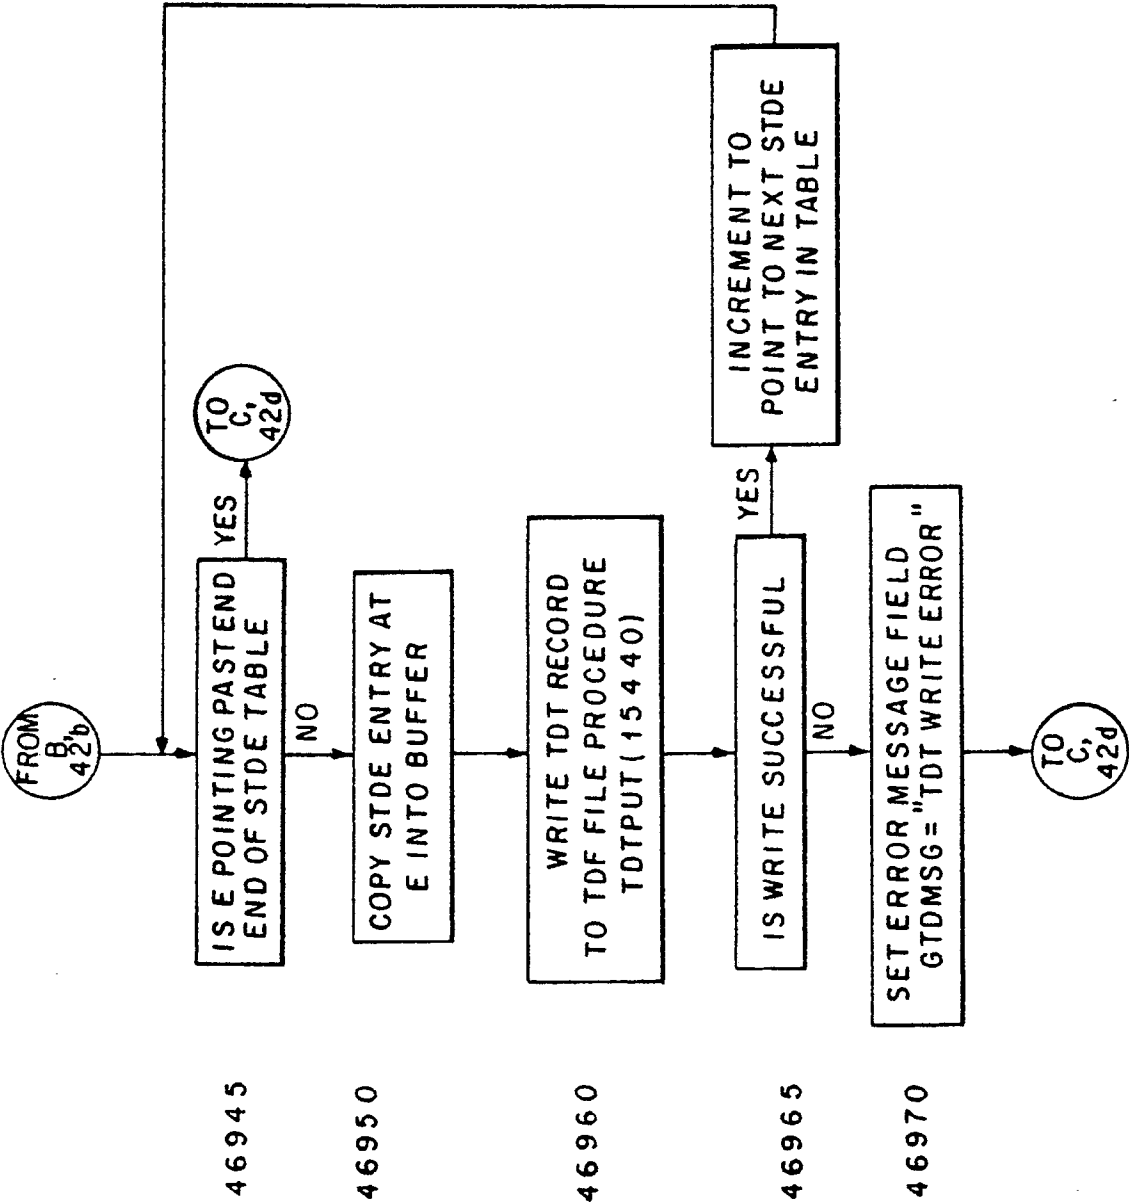 FROM
B,
42b
46945
IS E POINTING PAST END
END OF STDE TABLE
YES
TO
C,
42d
NO
46950
COPY STDE ENTRY AT
E INTO BUFFER
46960
WRITE TDT RECORD
TO TDF FILE PROCEDURE
TDTPUT(15440)
46965
IS WRITE SUCCESSFUL
YES
INCREMENT TO
POINT TO NEXT STDE
ENTRY IN TABLE
NO
46970
SET ERROR MESSAGE FIELD
GTDMSG = "TDT WRITE ERROR"
TO
C,
42d